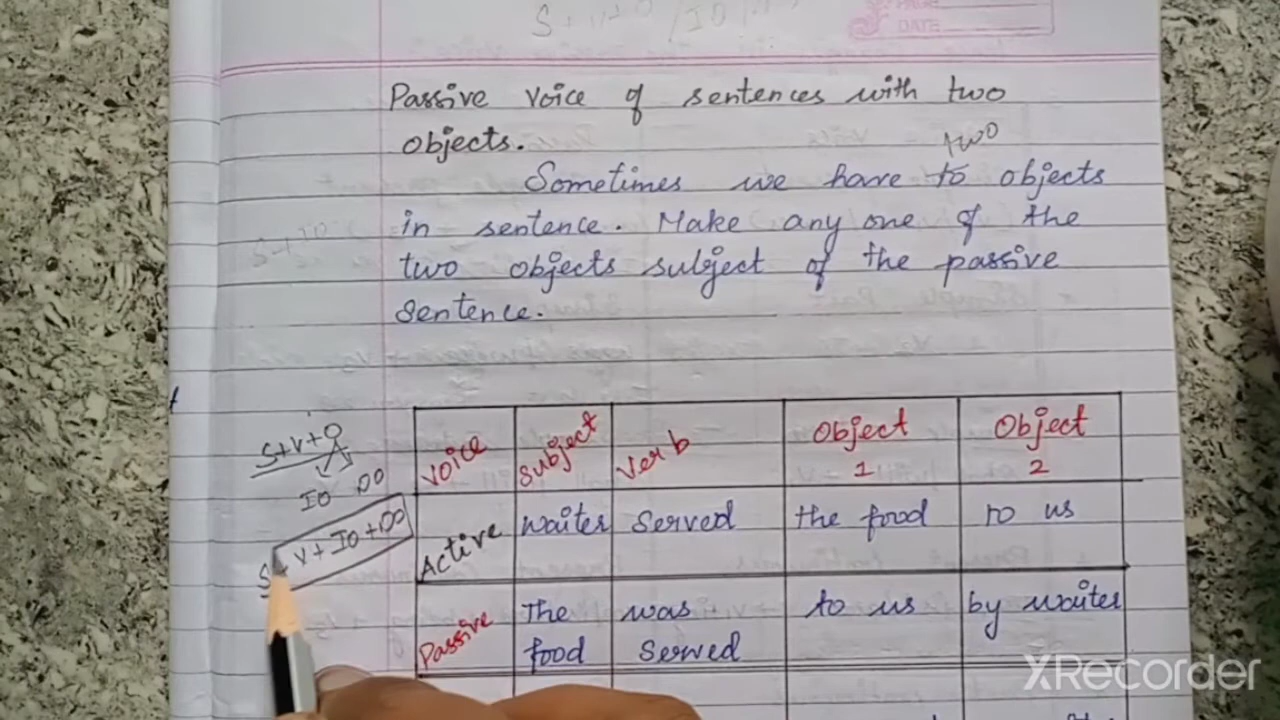 S+V+O / IO
DATE
Passive Voice of sentences with two
objects.
two
Sometimes we have to objects
in sentence. Make any one of the
two objects subject of the passive
sentence.
S+V+O
IO DO
S+V+IO+DO
Voice Subject Verb Object 1 Object 2
Active waiter Served the food to us
Passive The food was Served to us by waiter
XRecorder